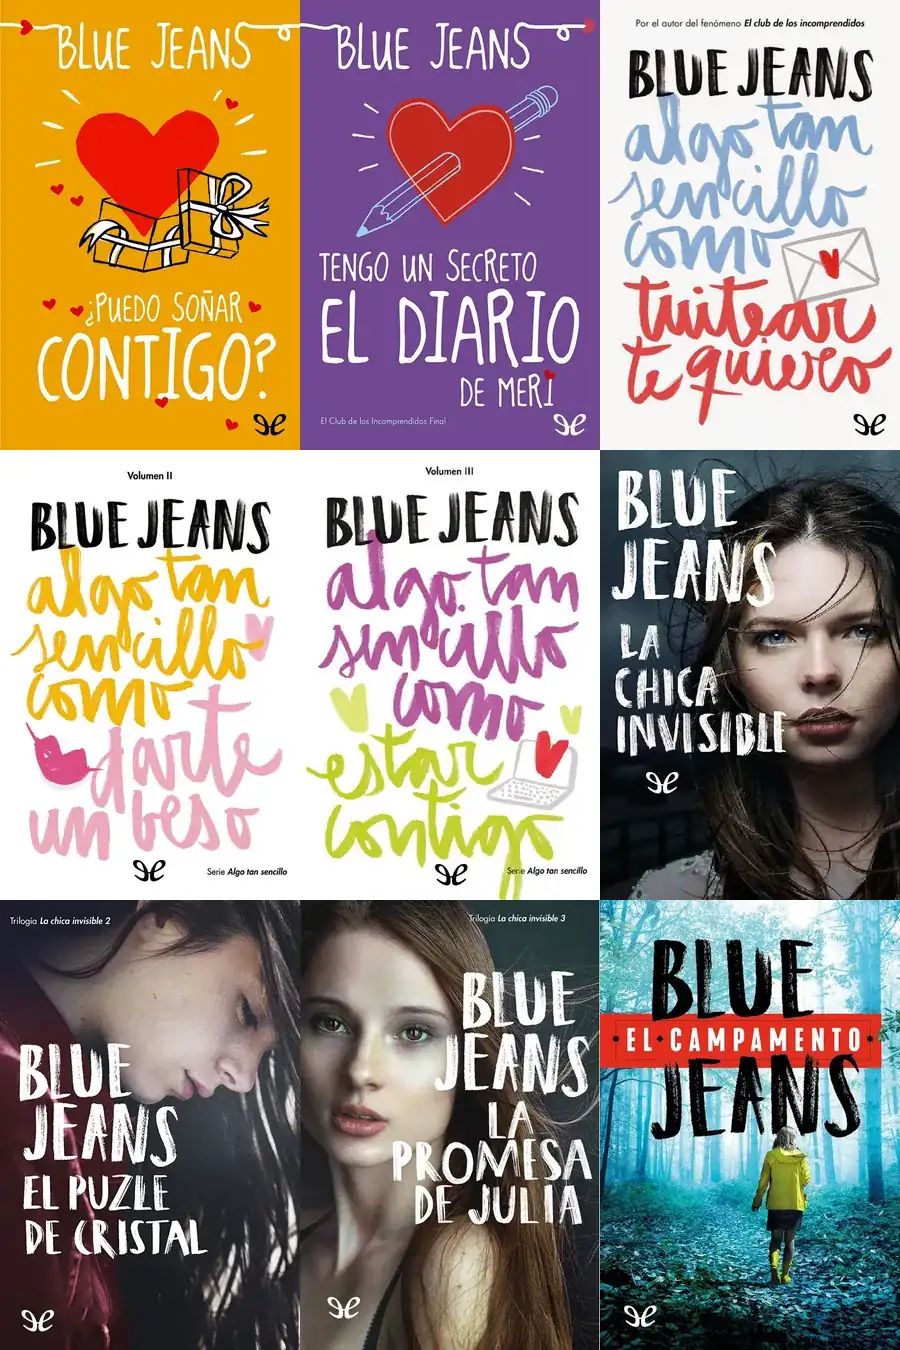 BLUE JEANS
¿PUEDO SOÑAR
CONTIGO?
BLUE JEANS
TENGO UN SECRETO
EL DIARIO
DE MERI
El Club de los Incomprendidos Final
Por el autor del fenómeno El club de los incomprendidos
BLUE JEANS
algo tan
sencillo
como
tuitear
te quiero
Volumen II
BLUE JEANS
algo tan
sencillo
como
darte
un beso
Serie Algo tan sencillo
Volumen III
BLUE JEANS
algo tan
sencillo
como
estar
contigo
Serie Algo tan sencillo
BLUE
JEANS
LA
CHICA
INVISIBLE
Trilogía La chica invisible 2
BLUE
JEANS
EL PUZLE
DE CRISTAL
Trilogía La chica invisible 3
BLUE
JEANS
LA
PROMESA
DE JULIA
BLUE
EL CAMPAMENTO
JEANS